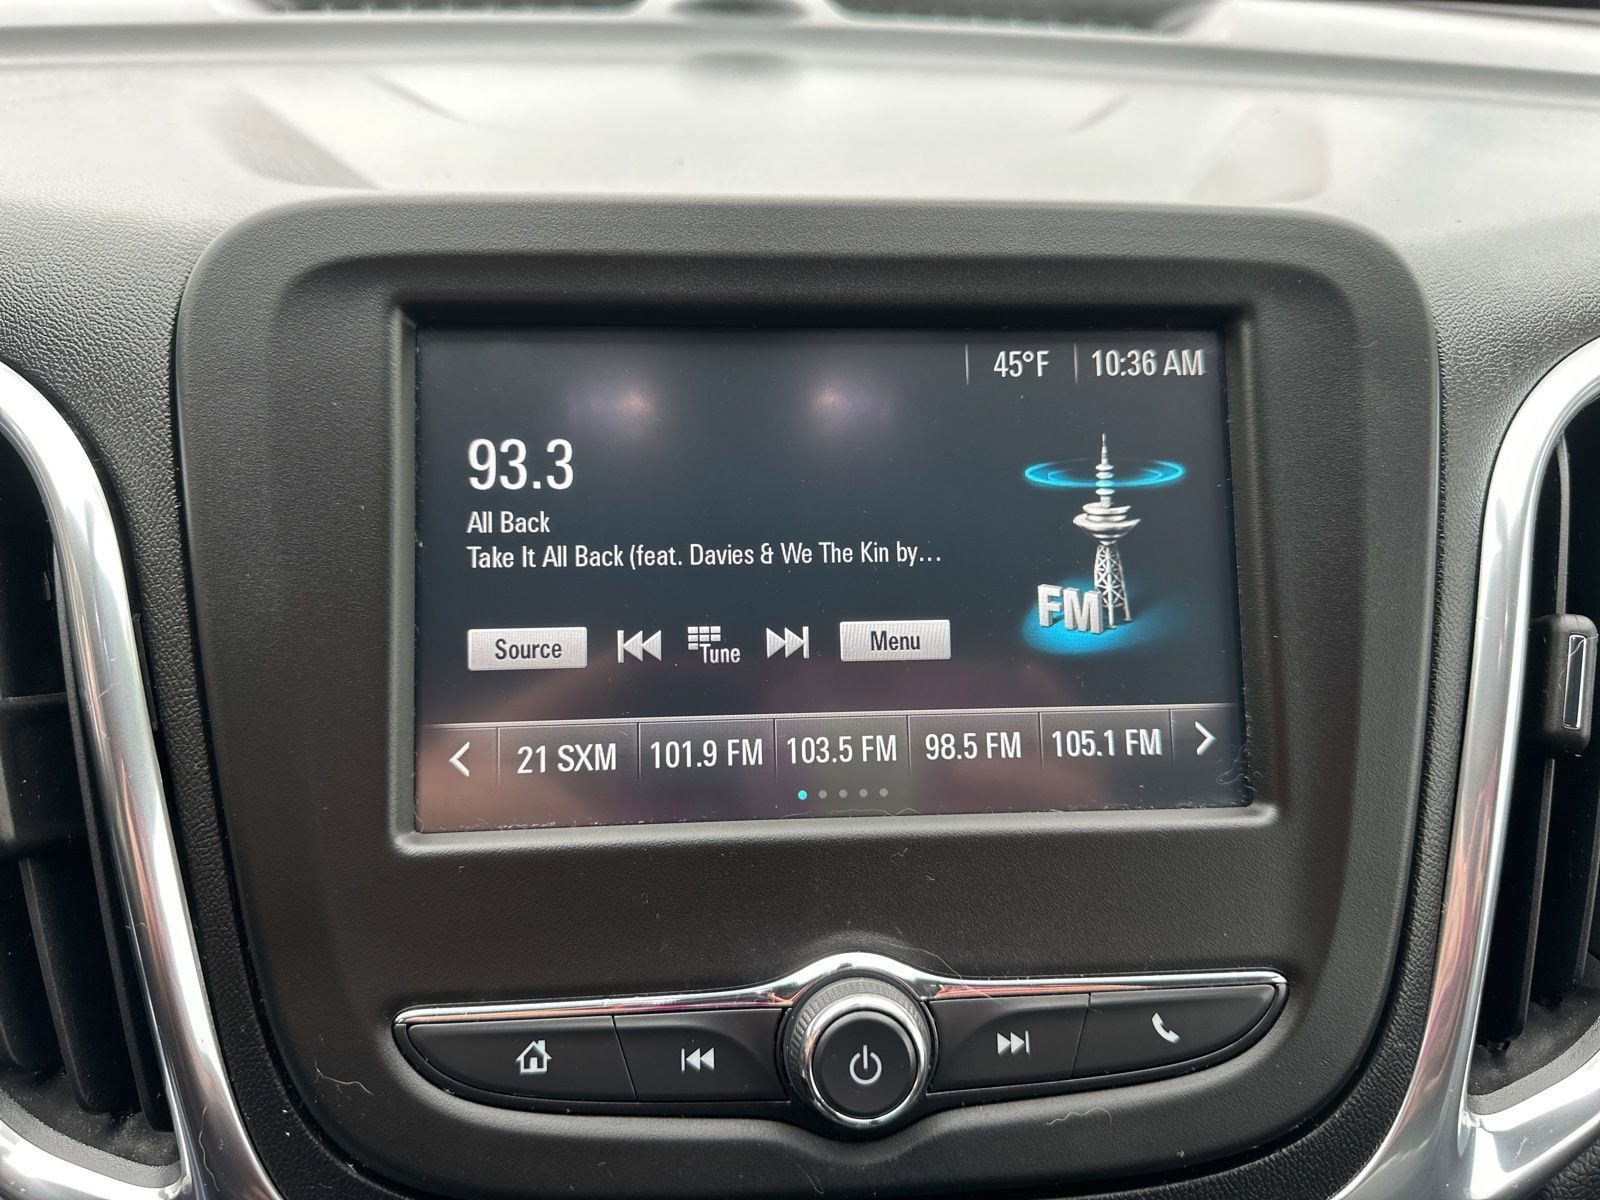 45°F 10:36 AM
93.3
All Back
Take It All Back (feat. Davies & We The Kin by...
FM
Source Tune Menu
21 SXM 101.9 FM 103.5 FM 98.5 FM 105.1 FM